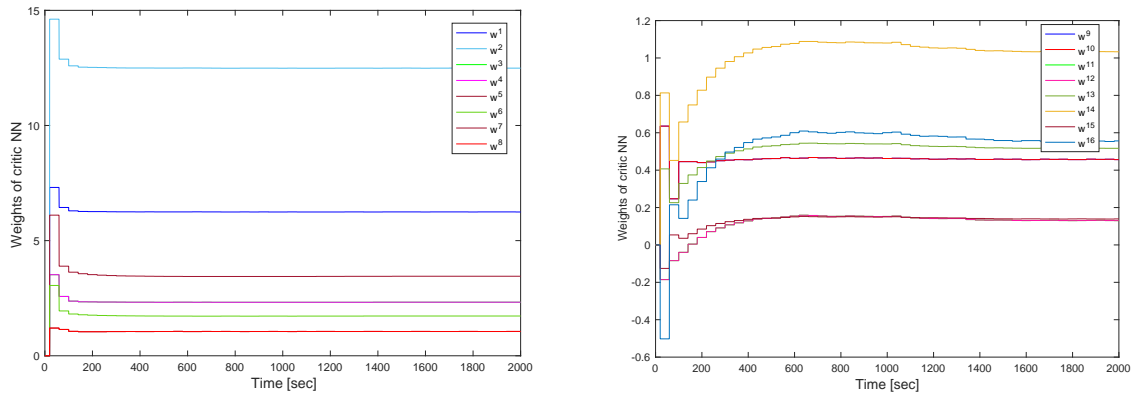 15
10
5
0
Weights of critic NN
0 200 400 600 800 1000 1200 1400 1600 1800 2000
Time [sec]
w1
w2
w3
w4
w5
w6
w7
w8
1.2
1
0.8
0.6
0.4
0.2
0
-0.2
-0.4
-0.6
Weights of critic NN
0 200 400 600 800 1000 1200 1400 1600 1800 2000
Time [sec]
w9
w10
w11
w12
w13
w14
w15
w16